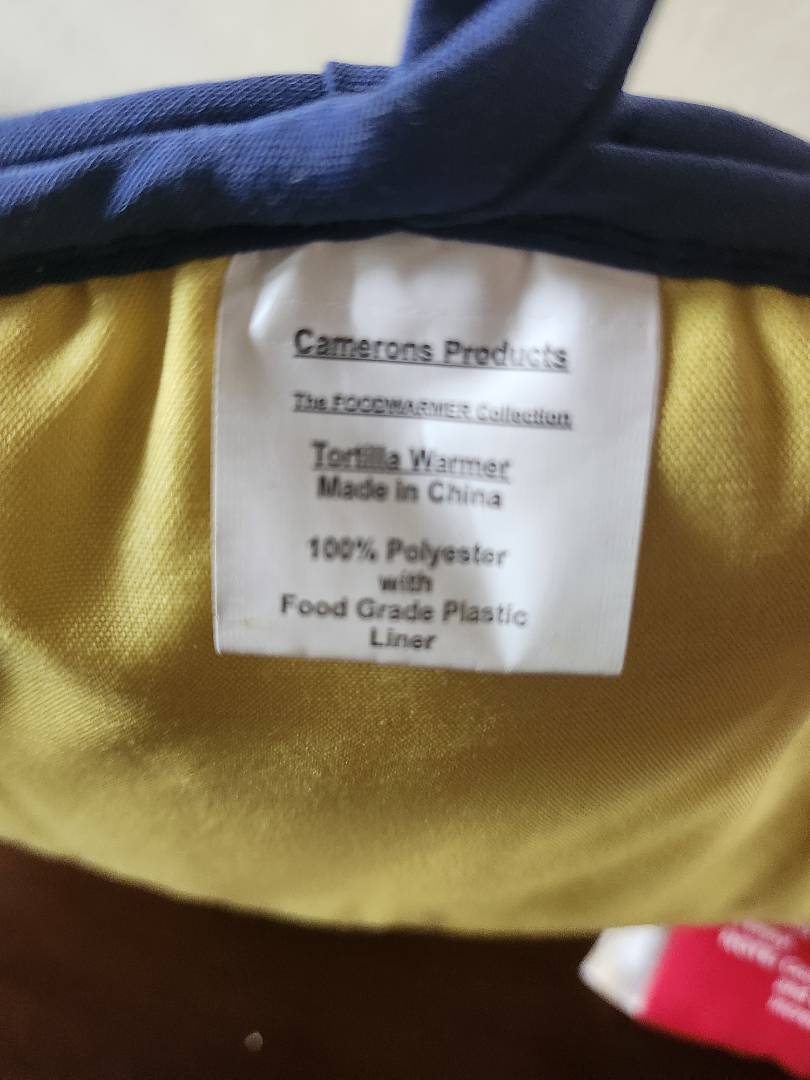 Camerons Products
The FOODWARMER Collection
Tortilla Warmer
Made in China
100% Polyester
with
Food Grade Plastic
Liner